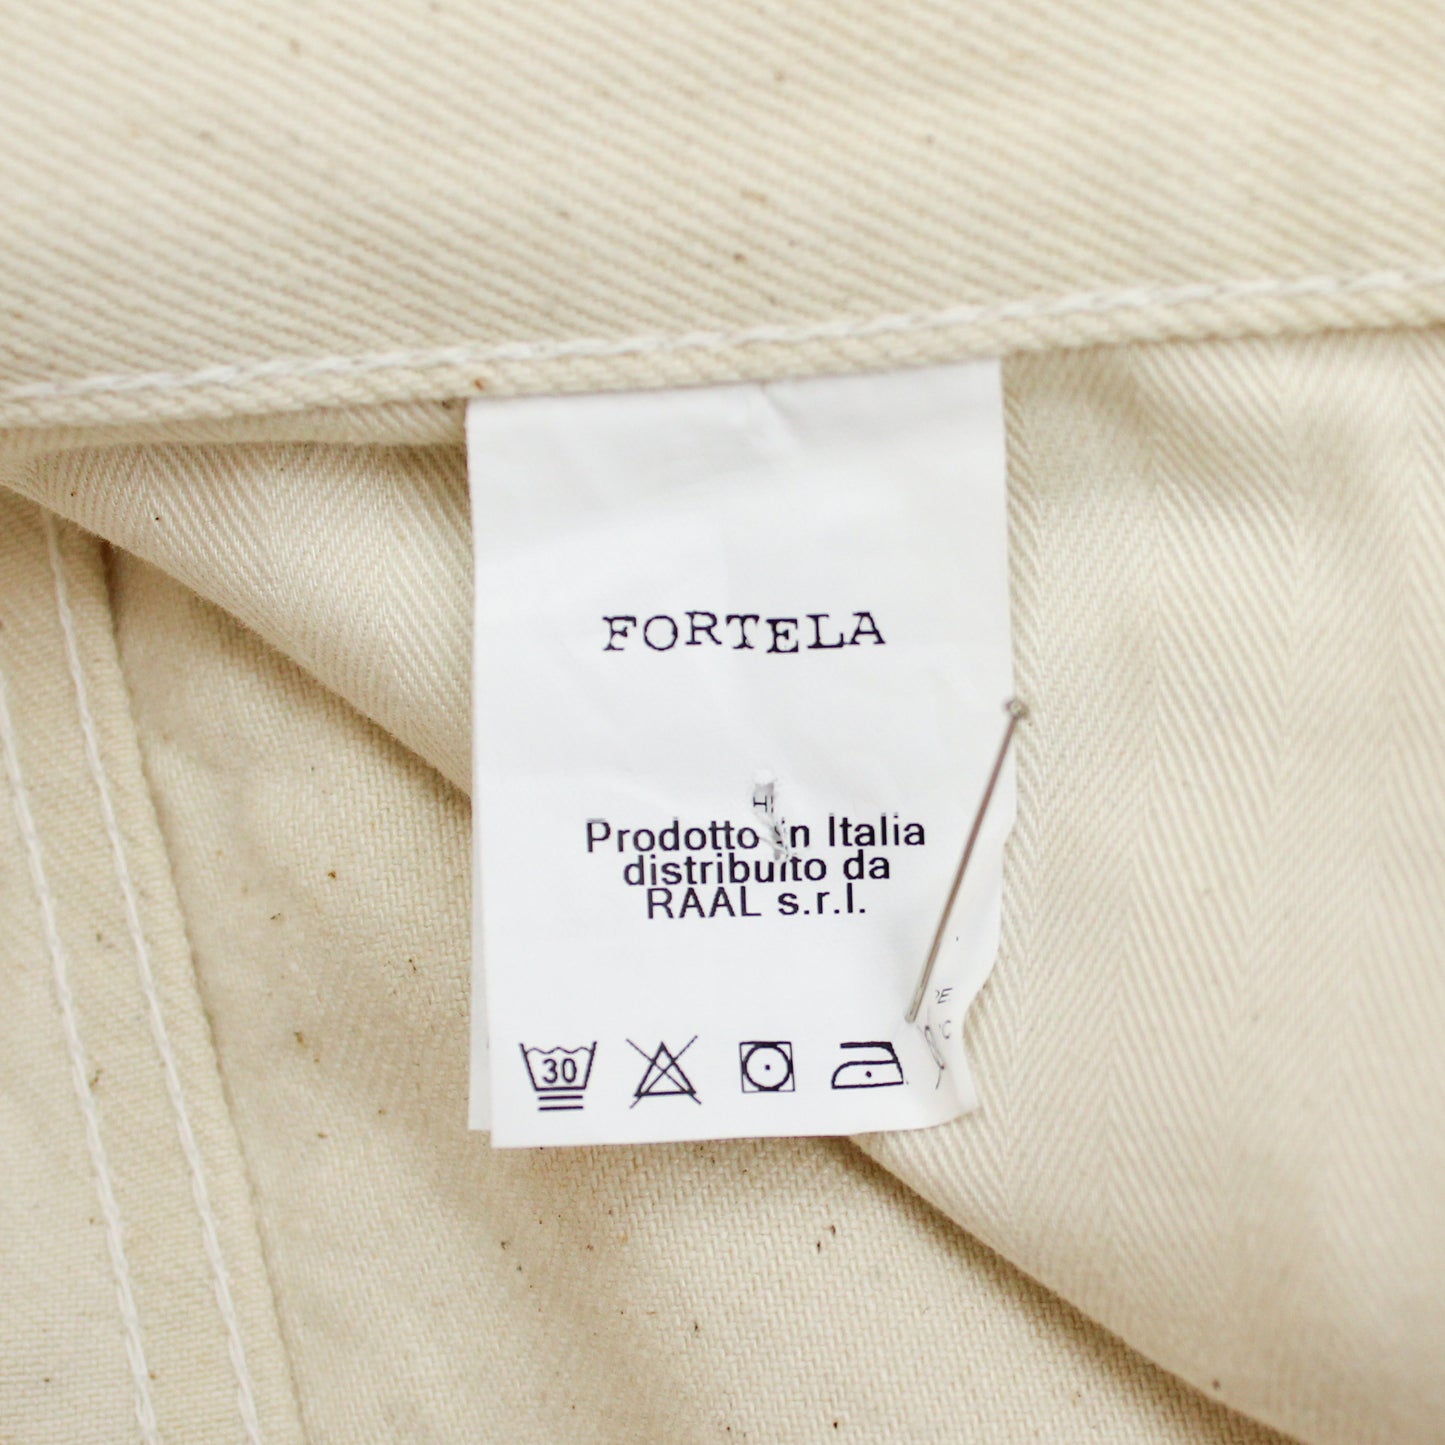 FORTELA
Prodotto in Italia
distribuito da
RAAL s.r.l.
30